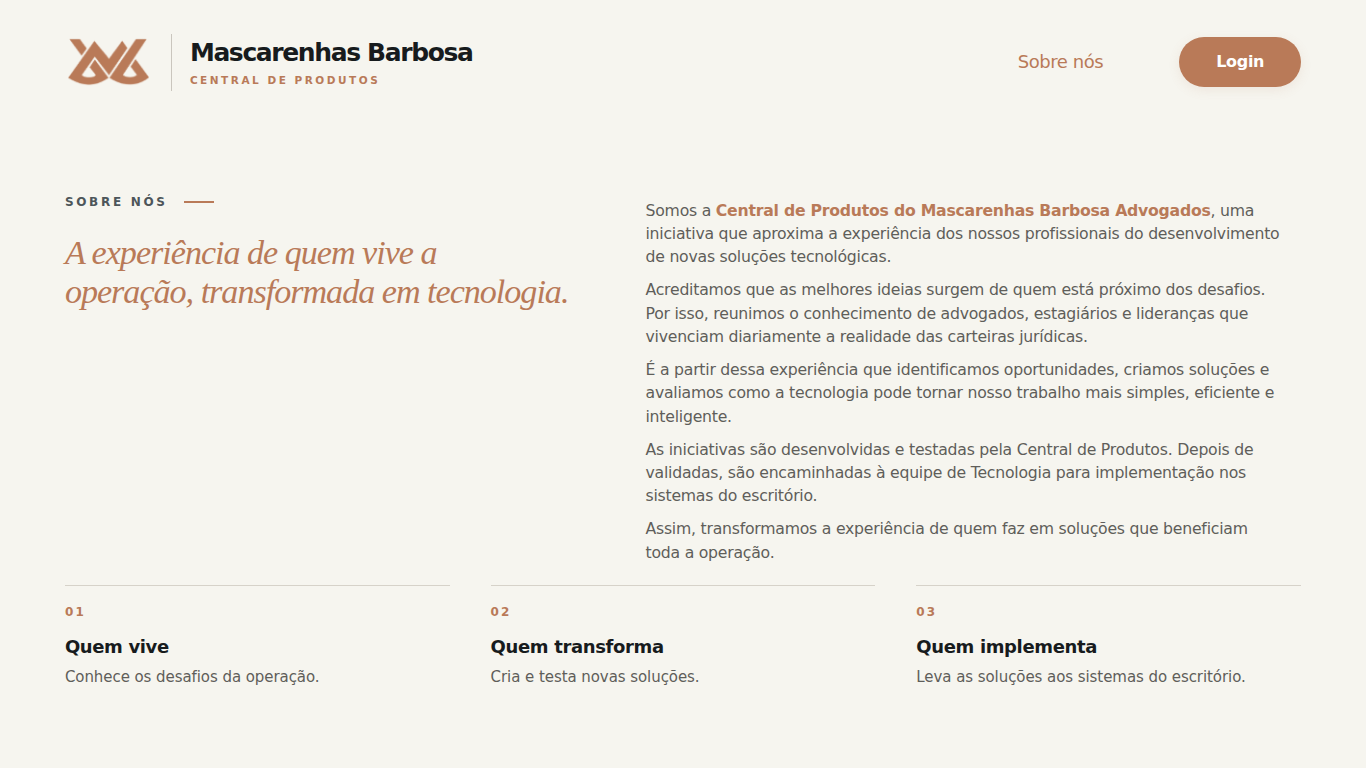 Mascarenhas Barbosa
CENTRAL DE PRODUTOS
Sobre nós
Login
SOBRE NÓS
A experiência de quem vive a
operação, transformada em tecnologia.
Somos a Central de Produtos do Mascarenhas Barbosa Advogados, uma
iniciativa que aproxima a experiência dos nossos profissionais do desenvolvimento
de novas soluções tecnológicas.
Acreditamos que as melhores ideias surgem de quem está próximo dos desafios.
Por isso, reunimos o conhecimento de advogados, estagiários e lideranças que
vivenciam diariamente a realidade das carteiras jurídicas.
É a partir dessa experiência que identificamos oportunidades, criamos soluções e
avaliamos como a tecnologia pode tornar nosso trabalho mais simples, eficiente e
inteligente.
As iniciativas são desenvolvidas e testadas pela Central de Produtos. Depois de
validadas, são encaminhadas à equipe de Tecnologia para implementação nos
sistemas do escritório.
Assim, transformamos a experiência de quem faz em soluções que beneficiam
toda a operação.
01
Quem vive
Conhece os desafios da operação.
02
Quem transforma
Cria e testa novas soluções.
03
Quem implementa
Leva as soluções aos sistemas do escritório.